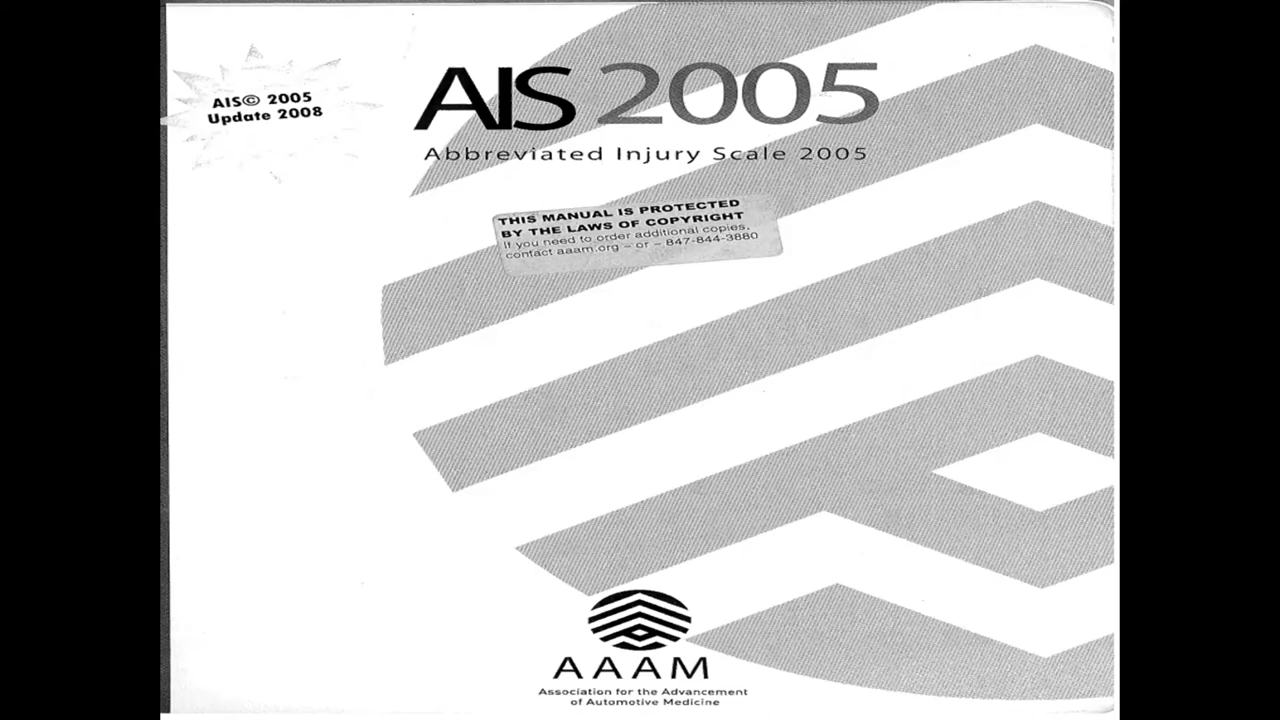 AIS© 2005
Update 2008
AIS 2005
Abbreviated Injury Scale 2005
THIS MANUAL IS PROTECTED
BY THE LAWS OF COPYRIGHT
If you need to order additional copies,
contact aaam.org – or – 847-844-3880
AAAM
Association for the Advancement
of Automotive Medicine